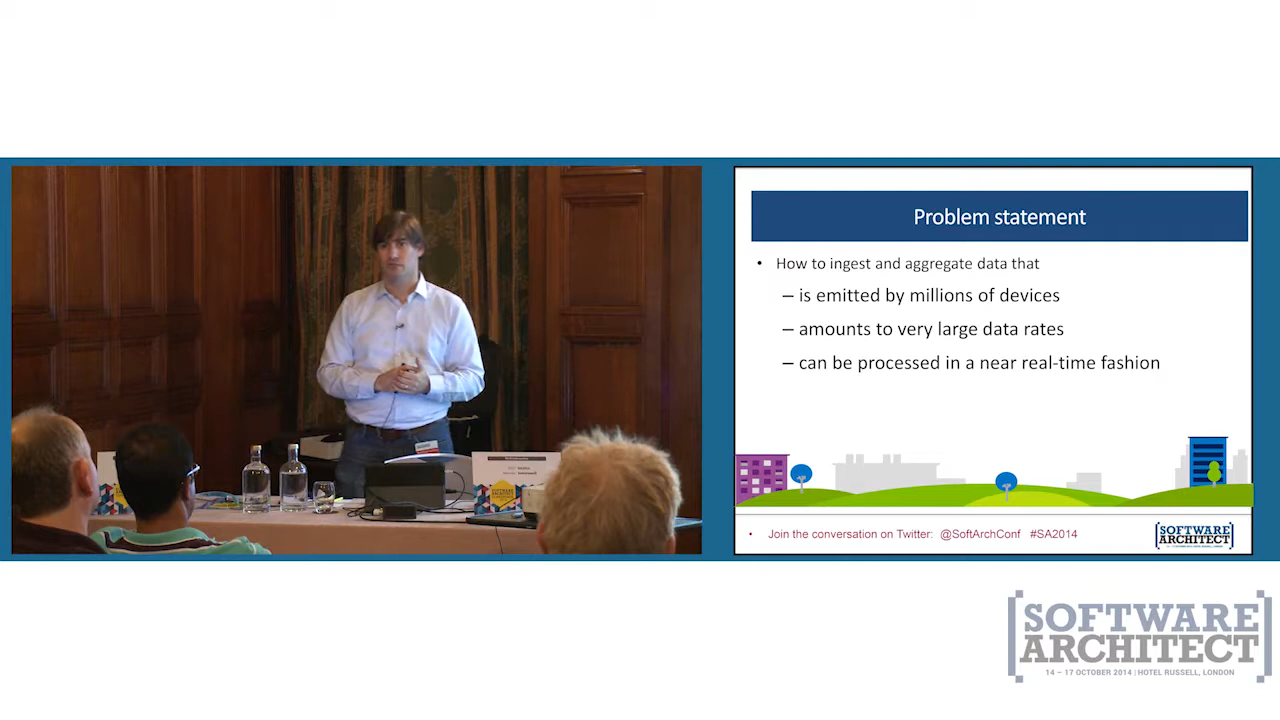 Problem statement
• How to ingest and aggregate data that
– is emitted by millions of devices
– amounts to very large data rates
– can be processed in a near real-time fashion
• Join the conversation on Twitter: @SoftArchConf #SA2014
[SOFTWARE
ARCHITECT]
[SOFTWARE
ARCHITECT]
14 – 17 OCTOBER 2014 | HOTEL RUSSELL, LONDON